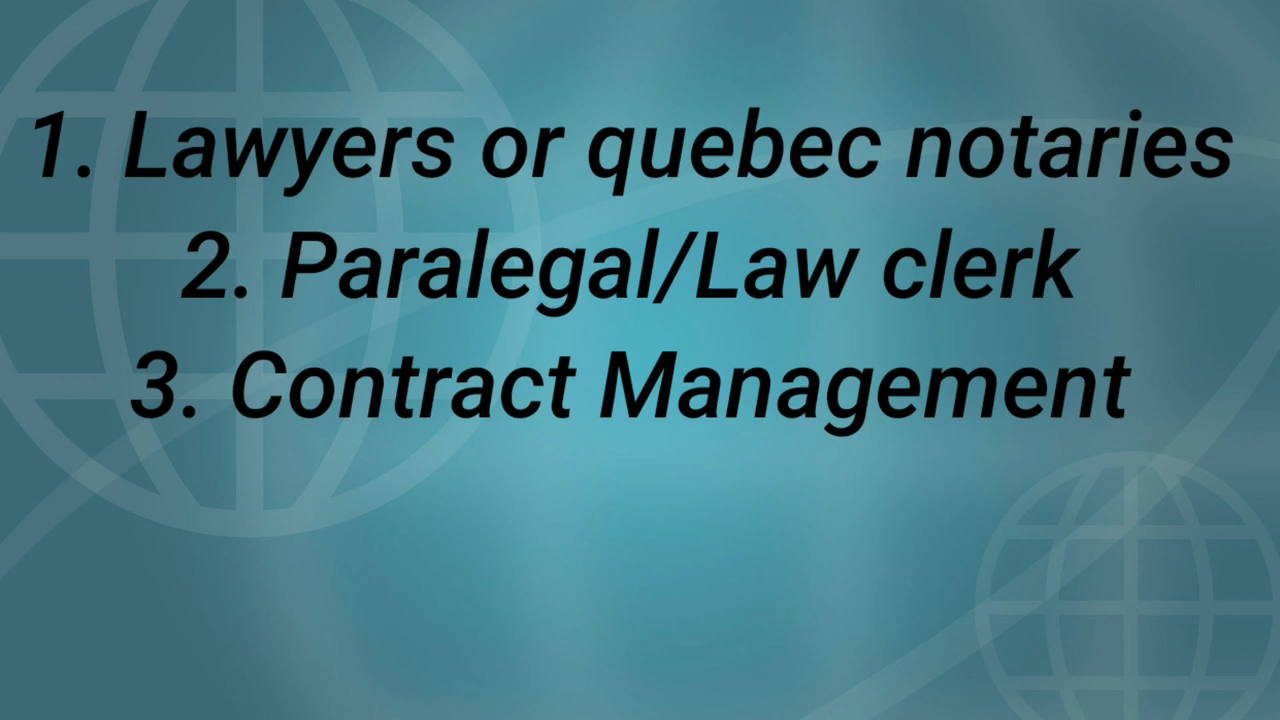 1. Lawyers or quebec notaries
2. Paralegal/Law clerk
3. Contract Management